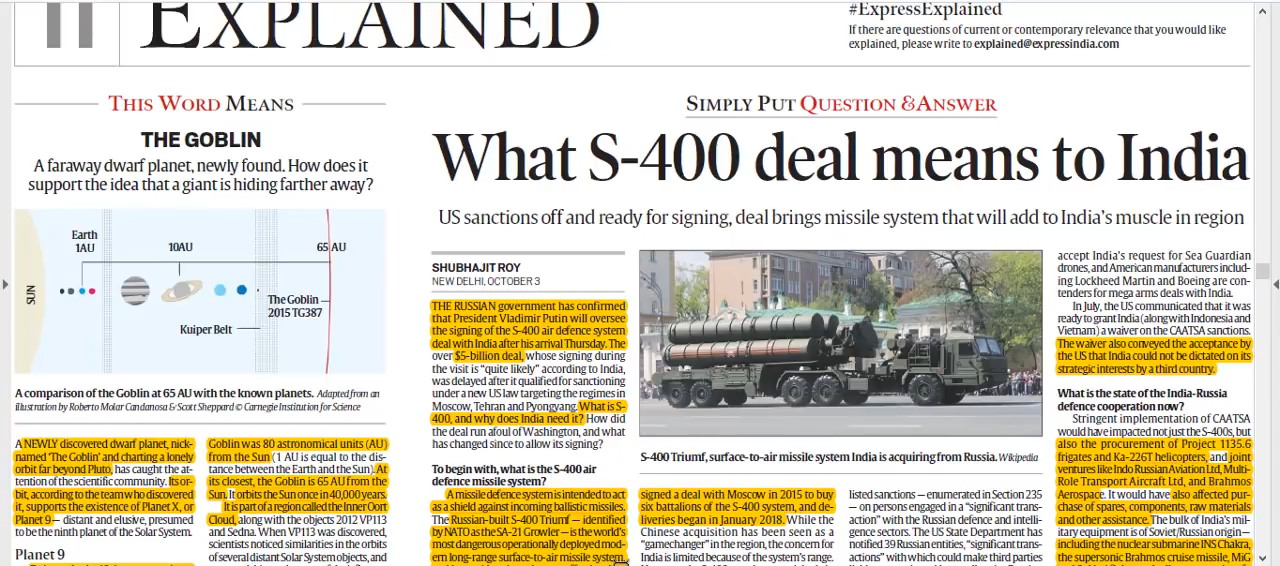 EXPLAINED
#ExpressExplained
If there are questions of current or contemporary relevance that you would like
explained, please write to explained@expressindia.com
THIS WORD MEANS
THE GOBLIN
A faraway dwarf planet, newly found. How does it
support the idea that a giant is hiding farther away?
Earth
1AU
10AU
65 AU
SUN
The Goblin
2015 TG387
Kuiper Belt
A comparison of the Goblin at 65 AU with the known planets. Adapted from an
illustration by Roberto Molar Candanosa & Scott Sheppard © Carnegie Institution for Science
A NEWLY discovered dwarf planet, nick-
named 'The Goblin' and charting a lonely
orbit far beyond Pluto, has caught the at-
tention of the scientific community. Its or-
bit, according to the team who discovered
it, supports the existence of Planet X, or
Planet 9 — distant and elusive, presumed
to be the ninth planet of the Solar System.
Planet 9
Goblin was 80 astronomical units (AU)
from the Sun (1 AU is equal to the dis-
tance between the Earth and the Sun). At
its closest, the Goblin is 65 AU from the
Sun. It orbits the Sun once in 40,000 years.
It is part of a region called the Inner Oort
Cloud, along with the objects 2012 VP113
and Sedna. When VP113 was discovered,
scientists noticed similarities in the orbits
of several distant Solar System objects, and
SIMPLY PUT QUESTION &ANSWER
What S-400 deal means to India
US sanctions off and ready for signing, deal brings missile system that will add to India's muscle in region
SHUBHAJIT ROY
NEW DELHI, OCTOBER 3
THE RUSSIAN government has confirmed
that President Vladimir Putin will oversee
the signing of the S-400 air defence system
deal with India after his arrival Thursday. The
over $5-billion deal, whose signing during
the visit is "quite likely" according to India,
was delayed after it qualified for sanctioning
under a new US law targeting the regimes in
Moscow, Tehran and Pyongyang. What is S-
400, and why does India need it? How did
the deal run afoul of Washington, and what
has changed since to allow its signing?
To begin with, what is the S-400 air
defence missile system?
A missile defence system is intended to act
as a shield against incoming ballistic missiles.
The Russian-built S-400 Triumf — identified
by NATO as the SA-21 Growler — is the world's
most dangerous operationally deployed mod-
ern long-range surface-to-air missile system
S-400 Triumf, surface-to-air missile system India is acquiring from Russia. Wikipedia
signed a deal with Moscow in 2015 to buy
six battalions of the S-400 system, and de-
liveries began in January 2018. While the
Chinese acquisition has been seen as a
"gamechanger" in the region, the concern for
India is limited because of the system's range.
listed sanctions — enumerated in Section 235
— on persons engaged in a "significant trans-
action" with the Russian defence and intelli-
gence sectors. The US State Department has
notified 39 Russian entities, "significant trans-
actions" with which could make third parties
accept India's request for Sea Guardian
drones, and American manufacturers includ-
ing Lockheed Martin and Boeing are con-
tenders for mega arms deals with India.
In July, the US communicated that it was
ready to grant India (along with Indonesia and
Vietnam) a waiver on the CAATSA sanctions.
The waiver also conveyed the acceptance by
the US that India could not be dictated on its
strategic interests by a third country.
What is the state of the India-Russia
defence cooperation now?
Stringent implementation of CAATSA
would have impacted not just the S-400s, but
also the procurement of Project 1135.6
frigates and Ka-226T helicopters, and joint
ventures like Indo Russian Aviation Ltd, Multi-
Role Transport Aircraft Ltd, and Brahmos
Aerospace. It would have also affected pur-
chase of spares, components, raw materials
and other assistance. The bulk of India's mil-
itary equipment is of Soviet/Russian origin —
including the nuclear submarine INS Chakra,
the supersonic Brahmos cruise missile, MiG